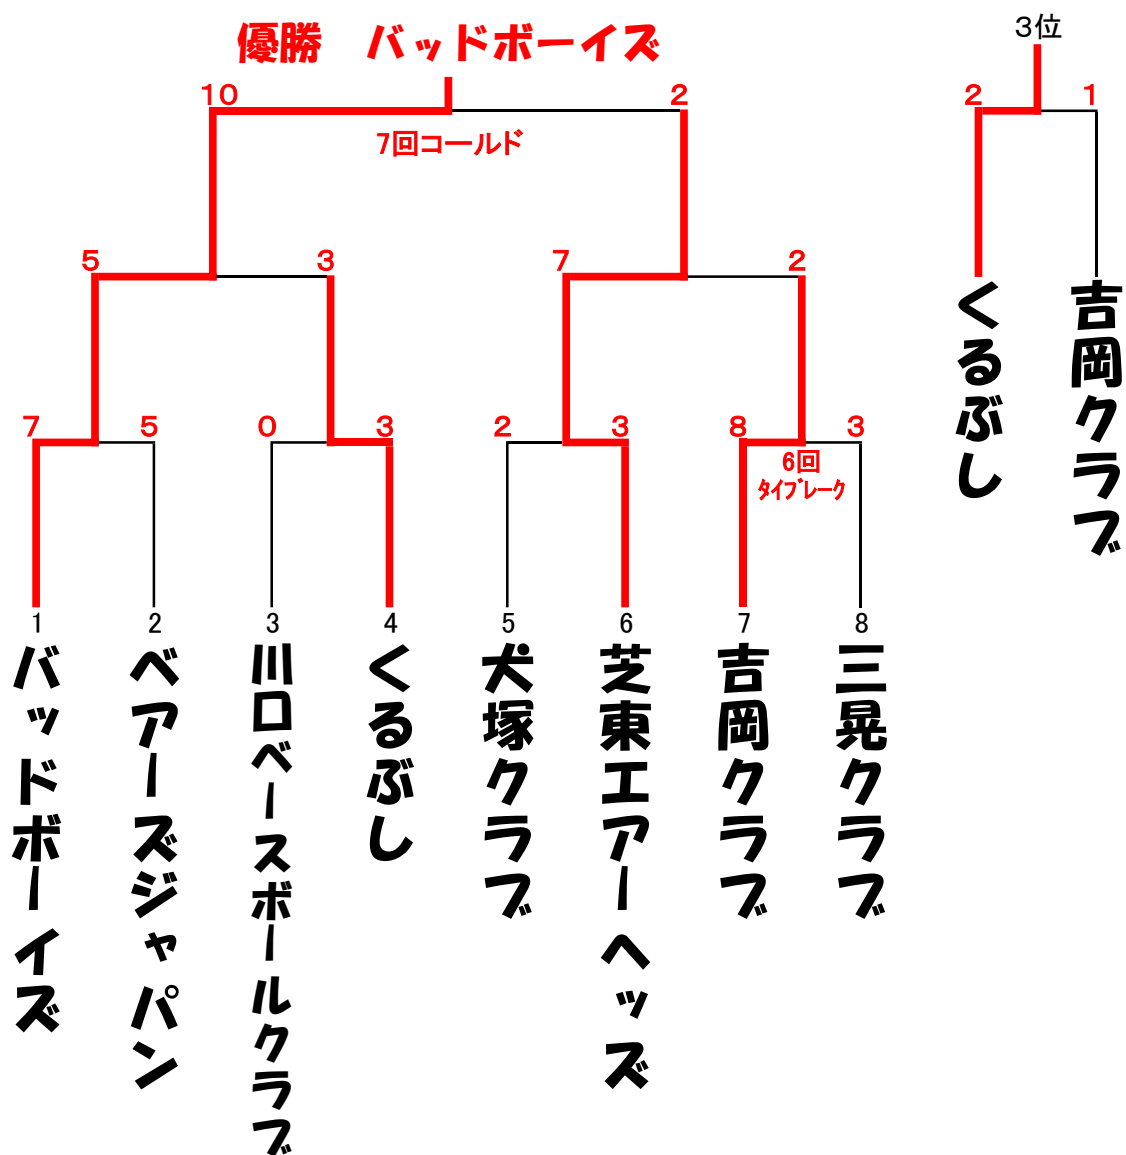 優勝　バッドボーイズ
３位
10
2
2
1
7回コールド
5
3
7
2
くるぶし
吉岡クラブ
7
5
0
3
2
3
8
3
6回
タイブレーク
1
2
3
4
5
6
7
8
バッドボーイズ
ベアーズジャパン
川口ベースボールクラブ
くるぶし
犬塚クラブ
芝東エアーヘッズ
吉岡クラブ
三晃クラブ